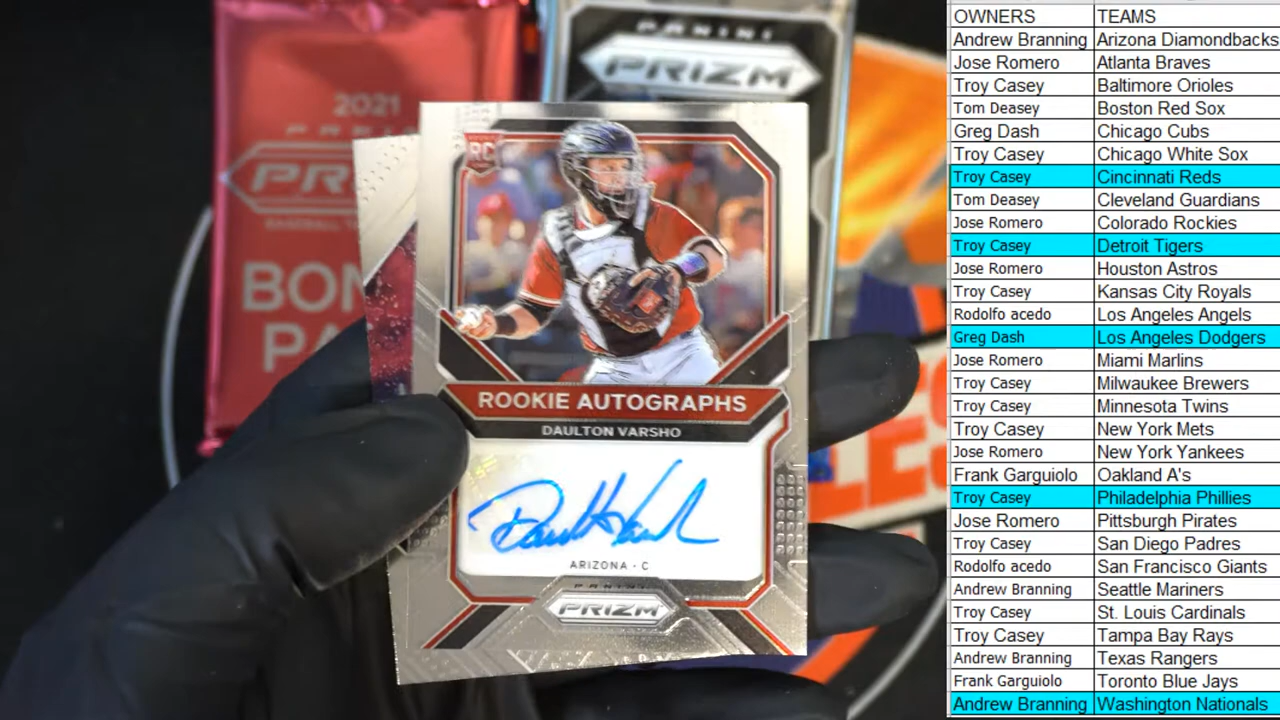 2021
PANINI
PRIZM
RC
ROOKIE AUTOGRAPHS
DAULTON VARSHO
ARIZONA - C
PANINI
PRIZM
OWNERS TEAMS
Andrew Branning Arizona Diamondbacks
Jose Romero Atlanta Braves
Troy Casey Baltimore Orioles
Tom Deasey Boston Red Sox
Greg Dash Chicago Cubs
Troy Casey Chicago White Sox
Troy Casey Cincinnati Reds
Tom Deasey Cleveland Guardians
Jose Romero Colorado Rockies
Troy Casey Detroit Tigers
Jose Romero Houston Astros
Troy Casey Kansas City Royals
Rodolfo acedo Los Angeles Angels
Greg Dash Los Angeles Dodgers
Jose Romero Miami Marlins
Troy Casey Milwaukee Brewers
Troy Casey Minnesota Twins
Troy Casey New York Mets
Jose Romero New York Yankees
Frank Garguiolo Oakland A's
Troy Casey Philadelphia Phillies
Jose Romero Pittsburgh Pirates
Troy Casey San Diego Padres
Rodolfo acedo San Francisco Giants
Andrew Branning Seattle Mariners
Troy Casey St. Louis Cardinals
Troy Casey Tampa Bay Rays
Andrew Branning Texas Rangers
Frank Garguiolo Toronto Blue Jays
Andrew Branning Washington Nationals